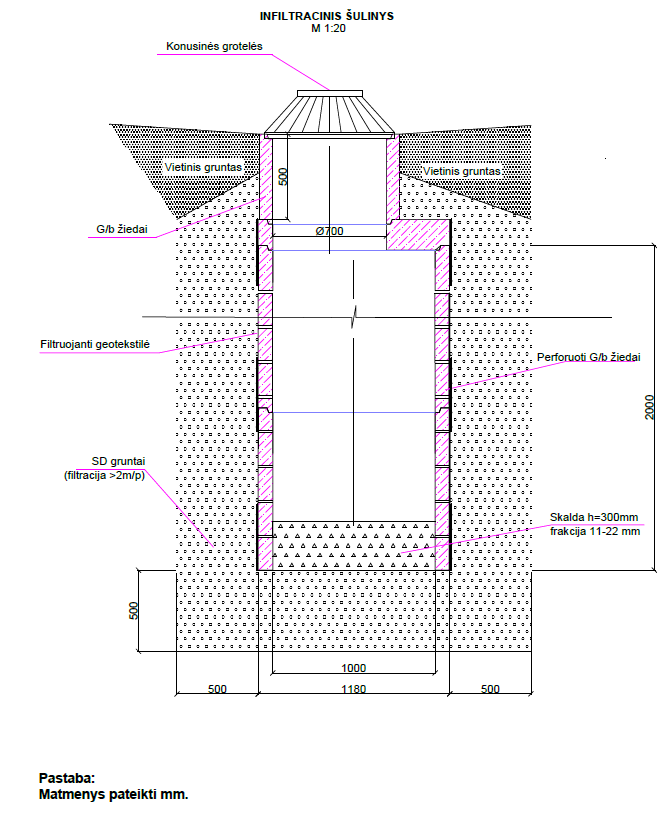 INFILTRACINIS ŠULINYS
M 1:20
Konusinės grotelės
Vietinis gruntas
Vietinis gruntas
500
G/b žiedai
Ø700
Filtruojanti geotekstilė
Perforuoti G/b žiedai
2000
SD gruntai
(filtracija >2m/p)
Skalda h=300mm
frakcija 11-22 mm
500
1000
500
1180
500
Pastaba:
Matmenys pateikti mm.